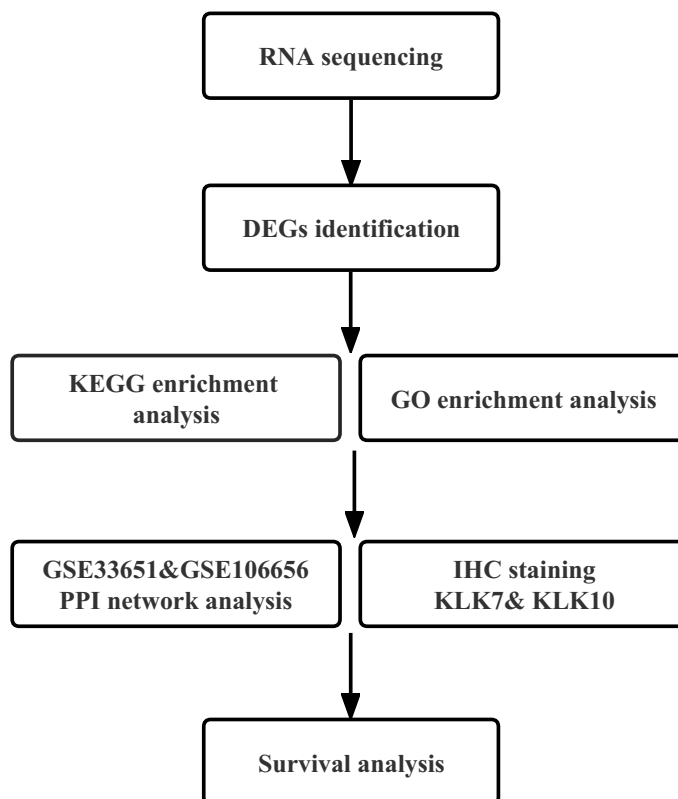 RNA sequencing
DEGs identification
KEGG enrichment
analysis
GO enrichment analysis
GSE33651&GSE106656
PPI network analysis
IHC staining
KLK7& KLK10
Survival analysis